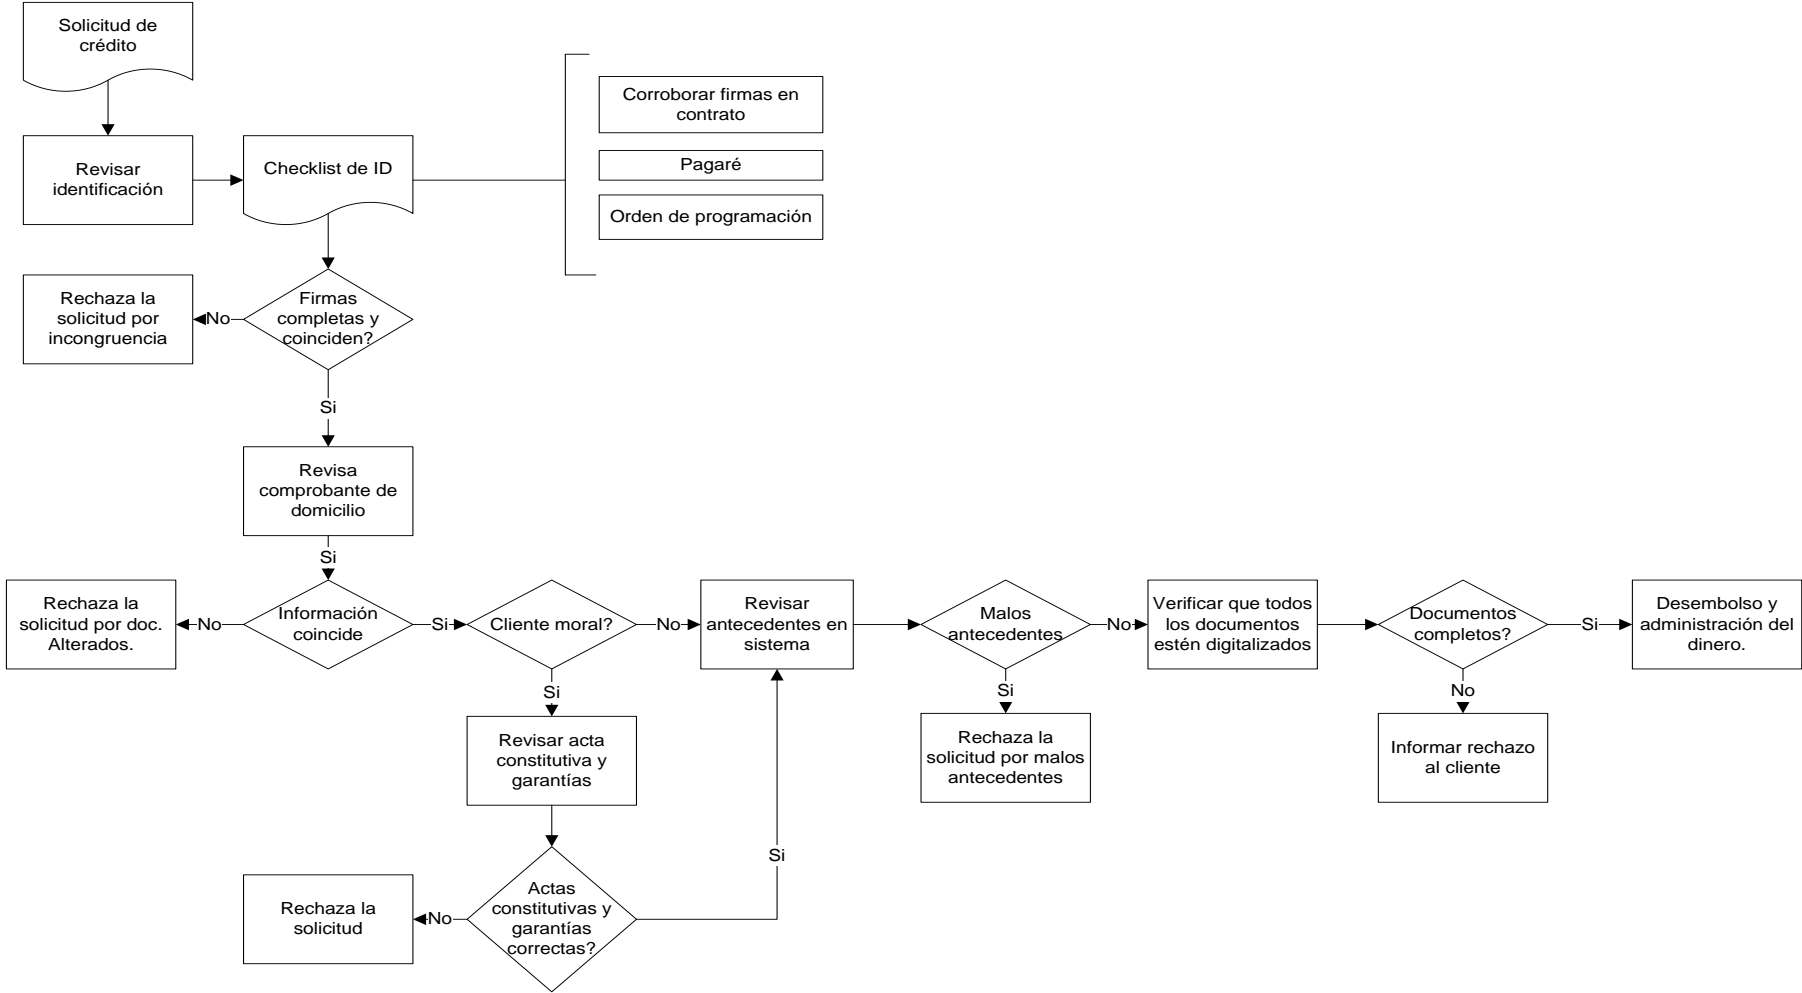 Solicitud de
crédito
Corroborar firmas en
contrato
Pagaré
Orden de programación
Revisar
identificación
Checklist de ID
Rechaza la
solicitud por
incongruencia
No
Firmas
completas y
coinciden?
Si
Revisa
comprobante de
domicilio
Si
Rechaza la
solicitud por doc.
Alterados.
No
Información
coincide
Si
Cliente moral?
No
Revisar
antecedentes en
sistema
Malos
antecedentes
No
Verificar que todos
los documentos
estén digitalizados
Documentos
completos?
Si
Desembolso y
administración del
dinero.
Si
Si
No
Revisar acta
constitutiva y
garantías
Rechaza la
solicitud por malos
antecedentes
Informar rechazo
al cliente
Si
Rechaza la
solicitud
No
Actas
constitutivas y
garantías
correctas?